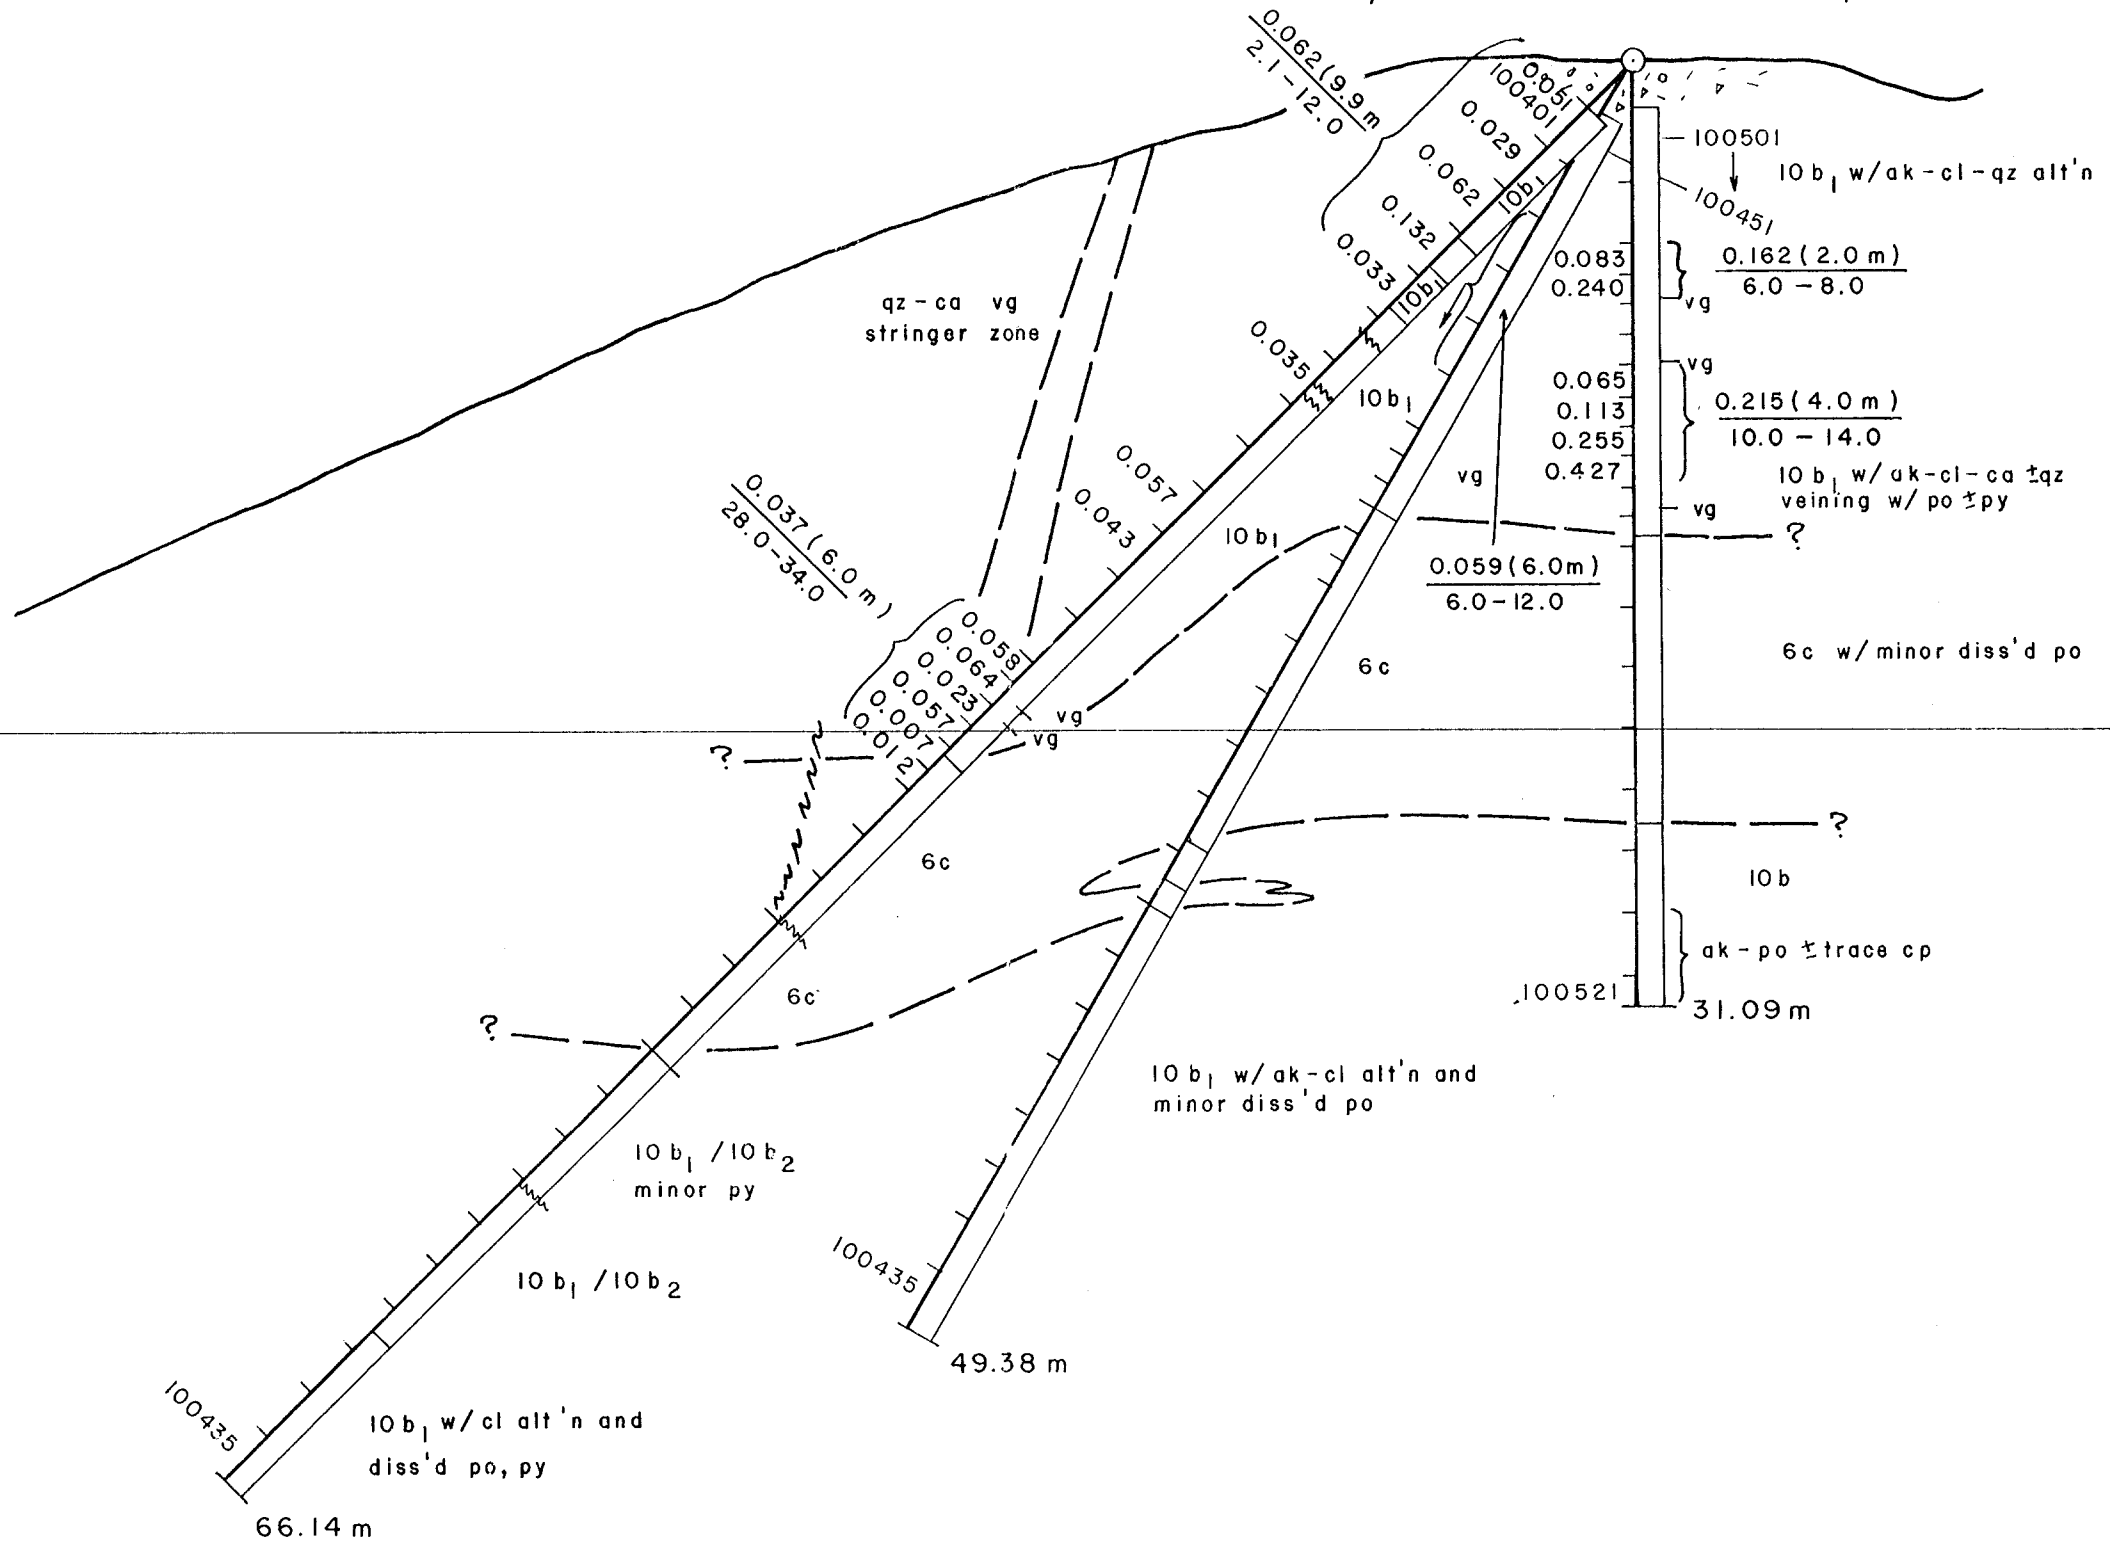 0.062(9.9 m
2.1-12.0
0.051
100401
0.029
0.062
0.132
0.033
0.035
0.057
0.043
10b₁
10b₁
100501
100451
10b₁ w/ak-cl-qz alt'n
0.083
0.240
0.162(2.0 m)
6.0-8.0
vg
vg
0.065
0.113
0.255
0.427
0.215(4.0 m)
10.0-14.0
10b₁ w/ak-cl-ca ±qz
veining w/ po ±py
vg
?
qz-ca vg
stringer zone
10b₁
vg
10b₁
0.059(6.0m)
6.0-12.0
0.037(6.0 m)
28.0-34.0
0.058
0.064
0.023
0.057
0.007
0.012
vg
vg
?
6c
6c w/minor diss'd po
?
6c
10b
6c
ak-po ±trace cp
100521
31.09 m
?
10b₁ w/ak-cl alt'n and
minor diss'd po
10b₁ /10b₂
minor py
10b₁ /10b₂
100435
49.38 m
100435
10b₁ w/cl alt'n and
diss'd po, py
66.14 m